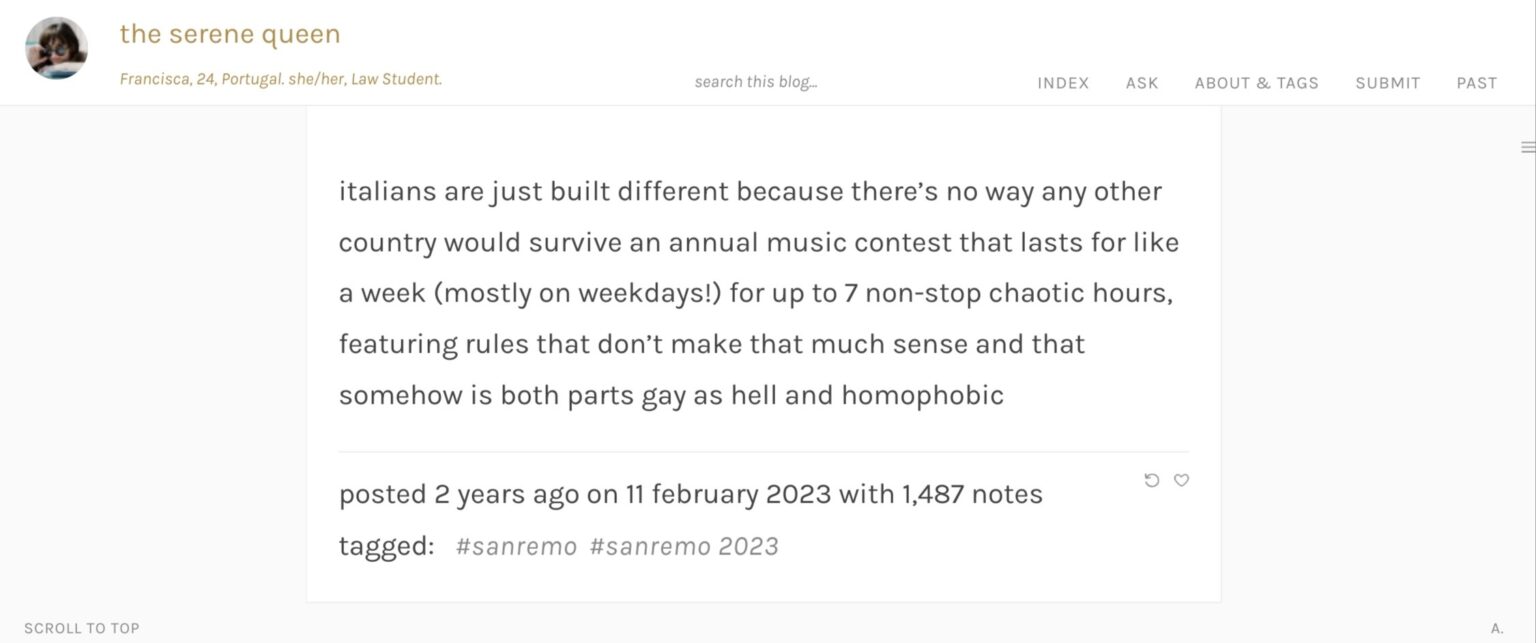 the serene queen
Francisca, 24, Portugal. she/her, Law Student.
search this blog...
INDEX ASK ABOUT & TAGS SUBMIT PAST
italians are just built different because there’s no way any other
country would survive an annual music contest that lasts for like
a week (mostly on weekdays!) for up to 7 non-stop chaotic hours,
featuring rules that don’t make that much sense and that
somehow is both parts gay as hell and homophobic
posted 2 years ago on 11 february 2023 with 1,487 notes
tagged: #sanremo #sanremo 2023
SCROLL TO TOP
A.